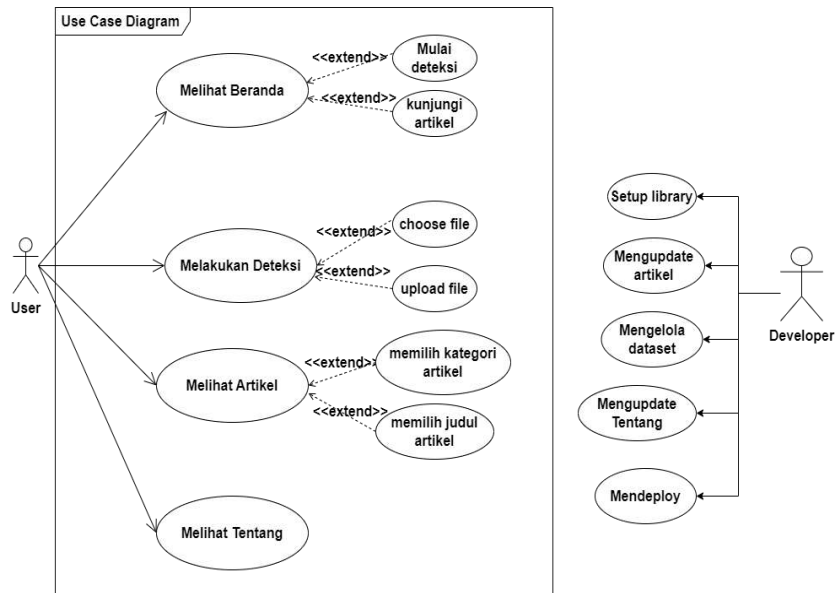 Use Case Diagram
Melihat Beranda
<<extend>>
Mulai
deteksi
<<extend>>
kunjungi
artikel
Melakukan Deteksi
<<extend>>
choose file
<<extend>>
upload file
User
Melihat Artikel
<<extend>>
memilih kategori
artikel
<<extend>>
memilih judul
artikel
Melihat Tentang
Setup library
Mengupdate
artikel
Mengelola
dataset
Mengupdate
Tentang
Mendeploy
Developer